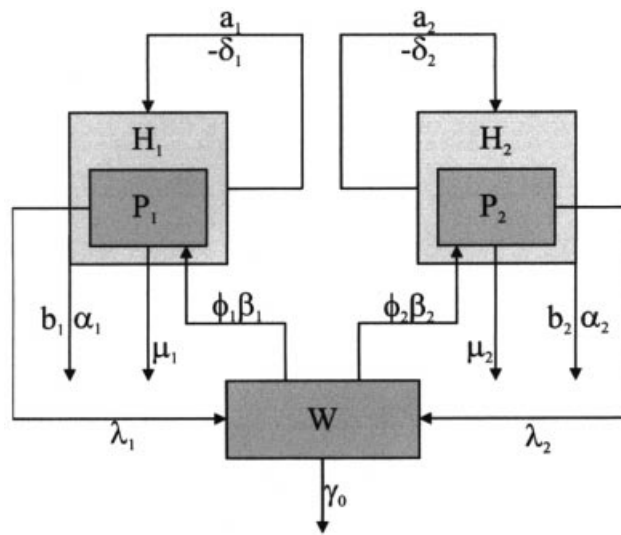 a₁ a₂
-δ₁ -δ₂
H₁ H₂
P₁ P₂
ϕ₁β₁ ϕ₂β₂
b₁ α₁ μ₁ μ₂ b₂ α₂
W
λ₁ λ₂
γ₀